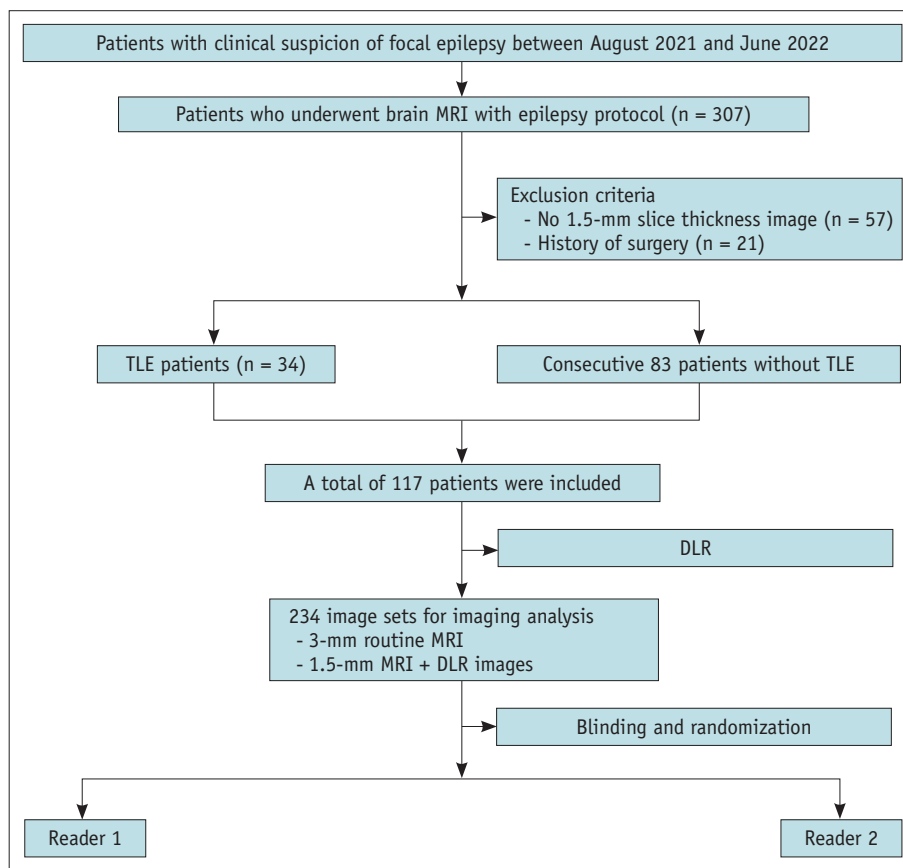 Patients with clinical suspicion of focal epilepsy between August 2021 and June 2022
Patients who underwent brain MRI with epilepsy protocol (n = 307)
Exclusion criteria
- No 1.5-mm slice thickness image (n = 57)
- History of surgery (n = 21)
TLE patients (n = 34)
Consecutive 83 patients without TLE
A total of 117 patients were included
DLR
234 image sets for imaging analysis
- 3-mm routine MRI
- 1.5-mm MRI + DLR images
Blinding and randomization
Reader 1
Reader 2